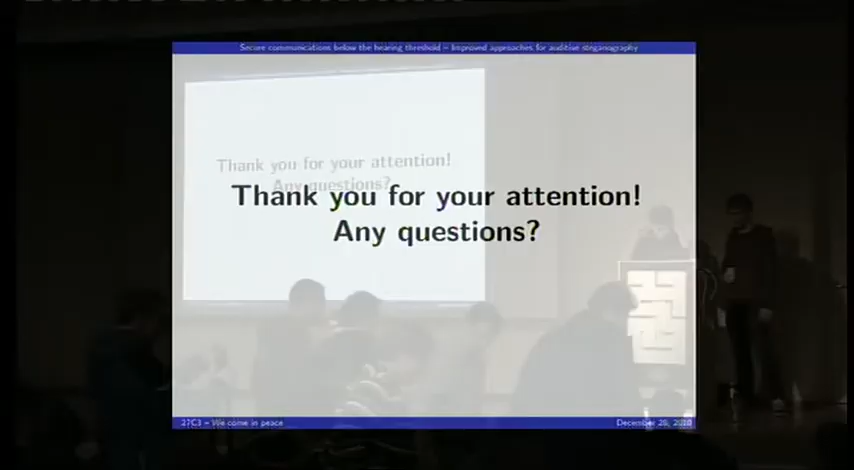 Secure communications below the hearing threshold – Improved approaches for auditive steganography
Thank you for your attention!
Any questions?
Thank you for your attention!
Any questions?
27C3 – We come in peace
December 28, 2010